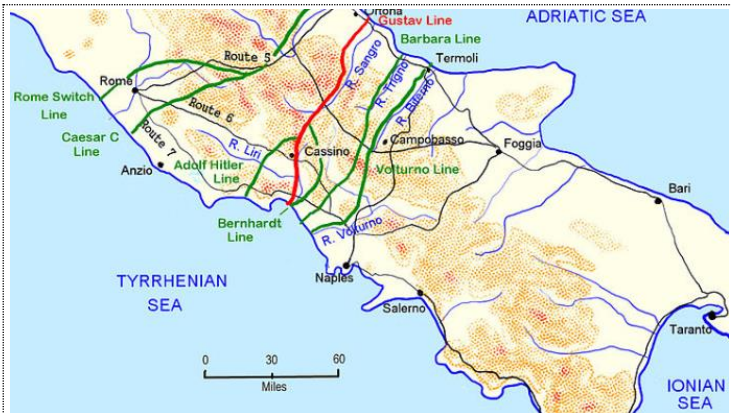 ADRIATIC SEA
Ortona
Gustav Line
Barbara Line
Termoli
Route 5
R. Sangro
R. Trigno
R. Biferno
Rome
Rome Switch
Line
Route 6
Caesar C
Line
Route 7
Campobasso
Foggia
R. Liri
Cassino
Anzio
Adolf Hitler
Line
Volturno Line
Bari
Bernhardt
Line
R. Volturno
TYRRHENIAN
SEA
Naples
Salerno
Taranto
0 30 60
Miles
IONIAN
SEA